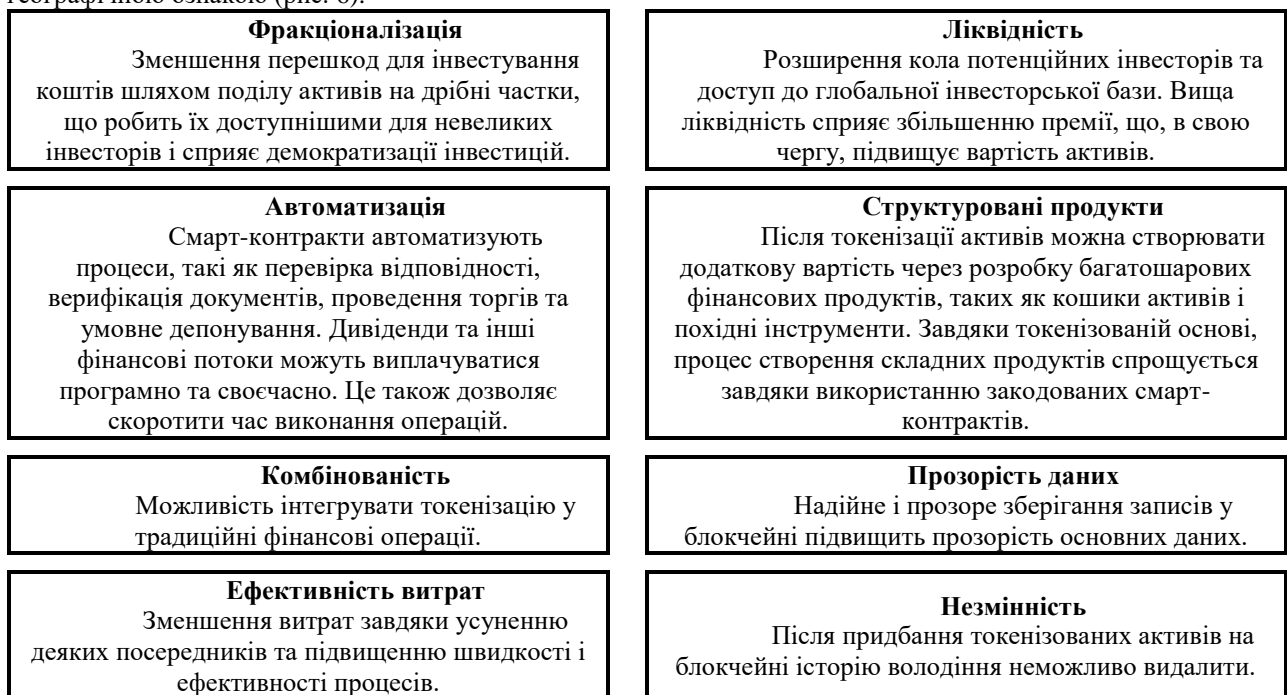 географічною ознакою (рис. 6).
Фракціоналізація
Зменшення перешкод для інвестування
коштів шляхом поділу активів на дрібні частки,
що робить їх доступнішими для невеликих
інвесторів і сприяє демократизації інвестицій.
Ліквідність
Розширення кола потенційних інвесторів та
доступ до глобальної інвесторської бази. Вища
ліквідність сприяє збільшенню премії, що, в свою
чергу, підвищує вартість активів.
Автоматизація
Смарт-контракти автоматизують
процеси, такі як перевірка відповідності,
верифікація документів, проведення торгів та
умовне депонування. Дивіденди та інші
фінансові потоки можуть виплачуватися
програмно та своєчасно. Це також дозволяє
скоротити час виконання операцій.
Структуровані продукти
Після токенізації активів можна створювати
додаткову вартість через розробку багатошарових
фінансових продуктів, таких як кошики активів і
похідні інструменти. Завдяки токенізованій основі,
процес створення складних продуктів спрощується
завдяки використанню закодованих смарт-
контрактів.
Комбінованість
Можливість інтегрувати токенізацію у
традиційні фінансові операції.
Прозорість даних
Надійне і прозоре зберігання записів у
блокчейні підвищить прозорість основних даних.
Ефективність витрат
Зменшення витрат завдяки усуненню
деяких посередників та підвищенню швидкості і
ефективності процесів.
Незмінність
Після придбання токенізованих активів на
блокчейні історію володіння неможливо видалити.